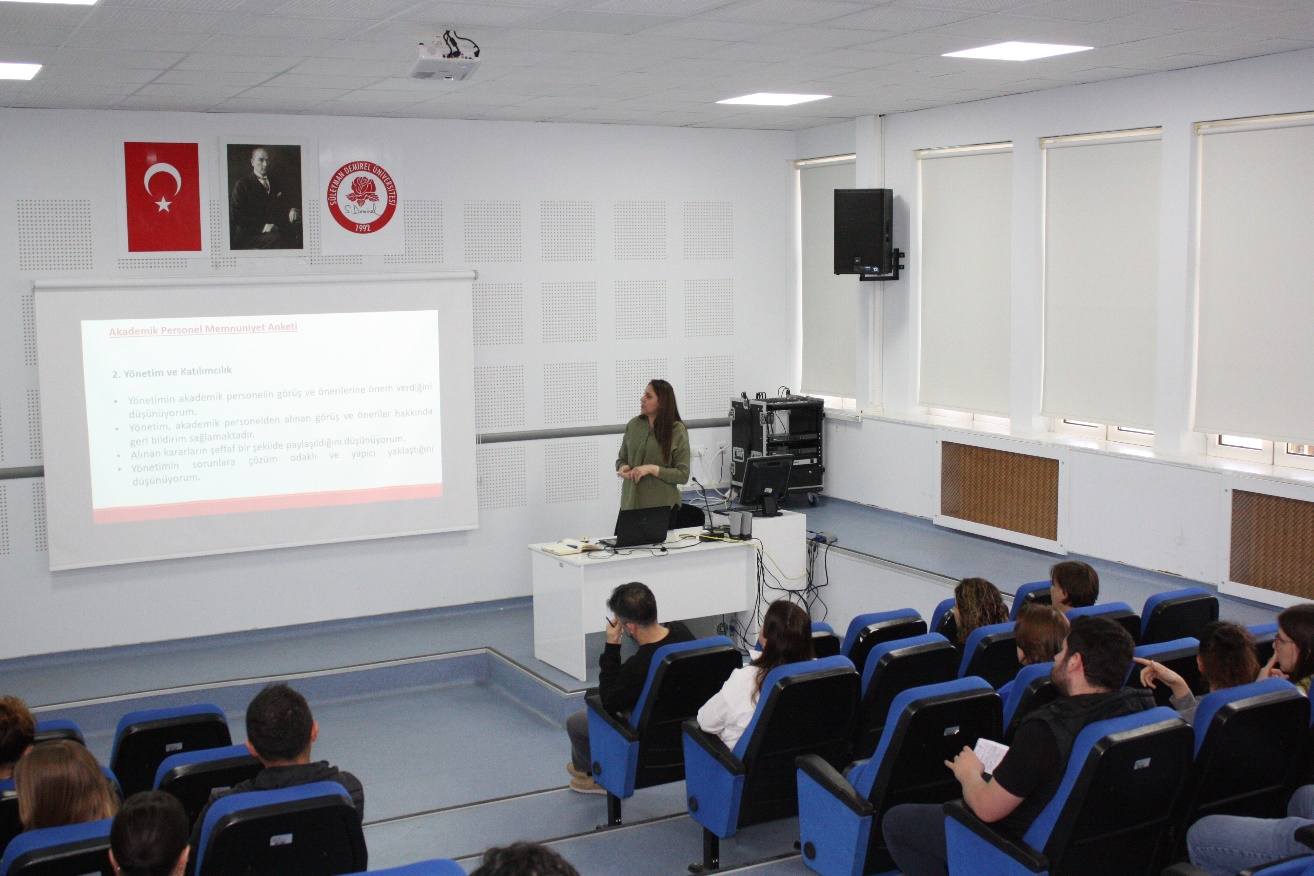 SÜLEYMAN DEMİREL ÜNİVERSİTESİ
S. Demirel
1992
Akademik Personel Memnuniyet Anketi
2. Yönetim ve Katılımcılık
• Yönetimin akademik personelin görüş ve önerilerine önem verdiğini
düşünüyorum.
• Yönetim, akademik personelden alınan görüş ve öneriler hakkında
geri bildirim sağlamaktadır.
• Alınan kararların şeffaf bir şekilde paylaşıldığını düşünüyorum.
• Yönetimin sorunlara çözüm odaklı ve yapıcı yaklaştığını
düşünüyorum.